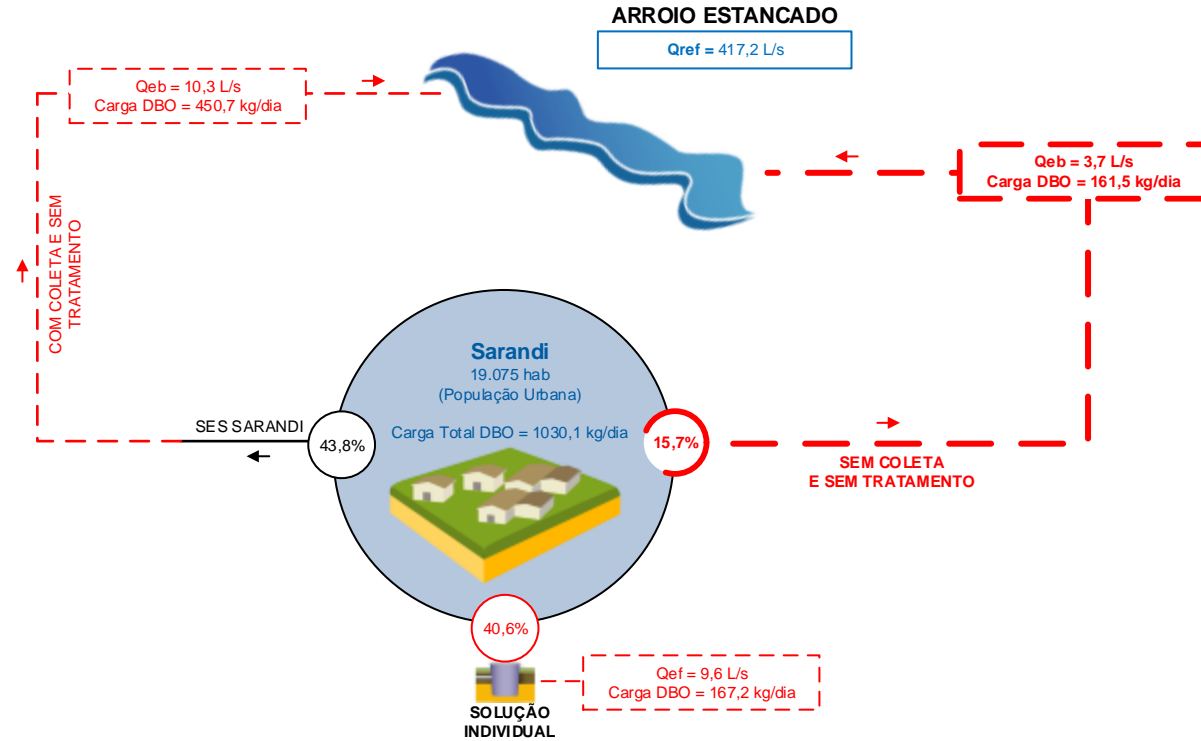 ARROIO ESTANCADO
Qref = 417,2 L/s
Qeb = 10,3 L/s
Carga DBO = 450,7 kg/dia
Qeb = 3,7 L/s
Carga DBO = 161,5 kg/dia
COM COLETA E SEM
TRATAMENTO
Sarandi
19.075 hab
(População Urbana)
Carga Total DBO = 1030,1 kg/dia
SES SARANDI
43,8%
15,7%
SEM COLETA
E SEM TRATAMENTO
40,6%
Qef = 9,6 L/s
Carga DBO = 167,2 kg/dia
SOLUÇÃO
INDIVIDUAL